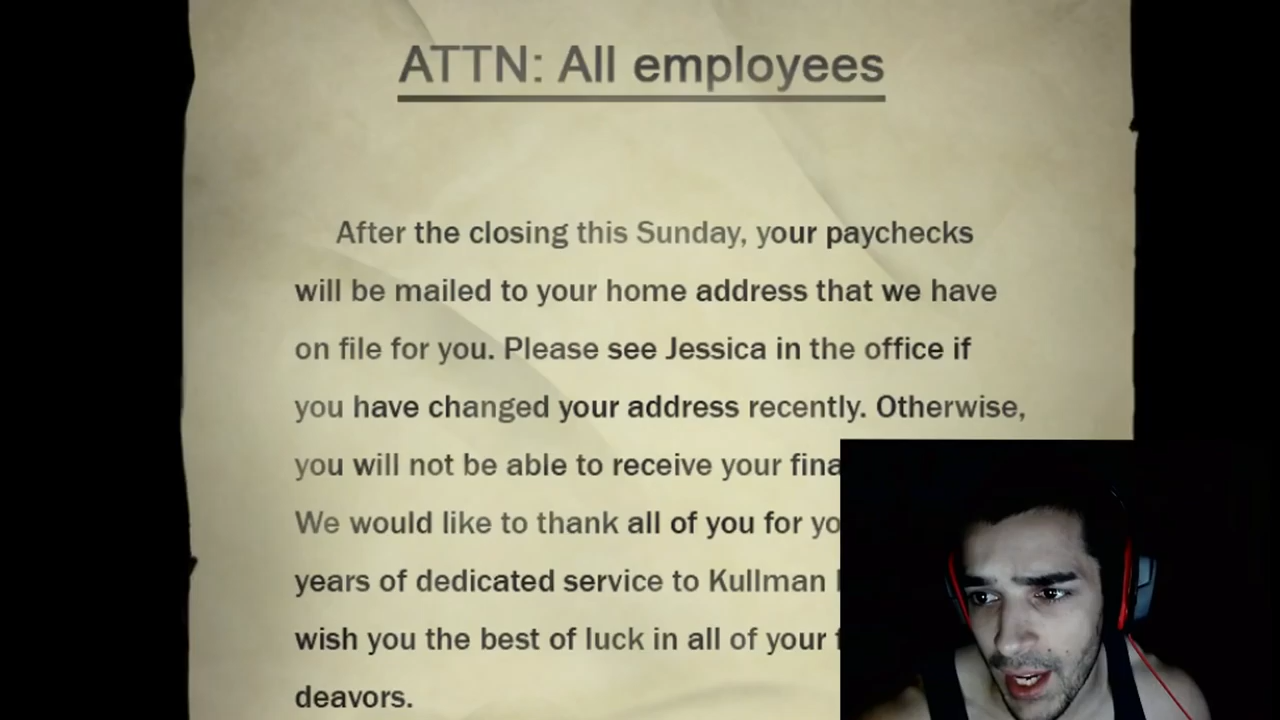 ATTN: All employees
After the closing this Sunday, your paychecks
will be mailed to your home address that we have
on file for you. Please see Jessica in the office if
you have changed your address recently. Otherwise,
you will not be able to receive your
We would like to thank all of you for
years of dedicated service to Kullman
wish you the best of luck in all of your
deavors.